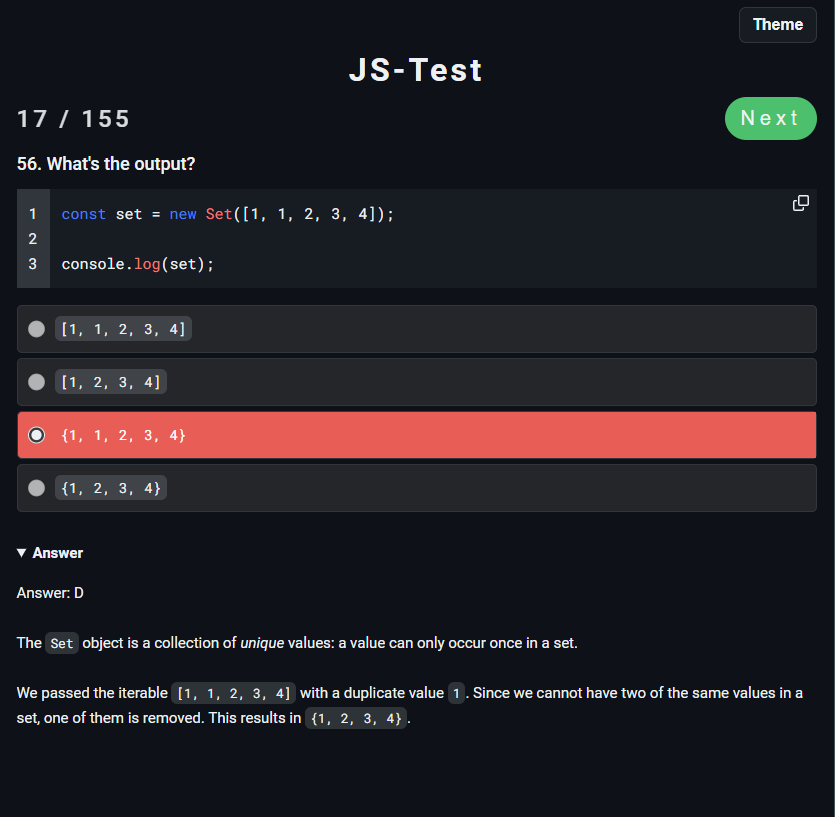 Theme
JS-Test
17 / 155
Next
56. What's the output?
1 const set = new Set([1, 1, 2, 3, 4]);
2
3 console.log(set);
[1, 1, 2, 3, 4]
[1, 2, 3, 4]
{1, 1, 2, 3, 4}
{1, 2, 3, 4}
▼ Answer
Answer: D
The Set object is a collection of unique values: a value can only occur once in a set.
We passed the iterable [1, 1, 2, 3, 4] with a duplicate value 1. Since we cannot have two of the same values in a
set, one of them is removed. This results in {1, 2, 3, 4}.